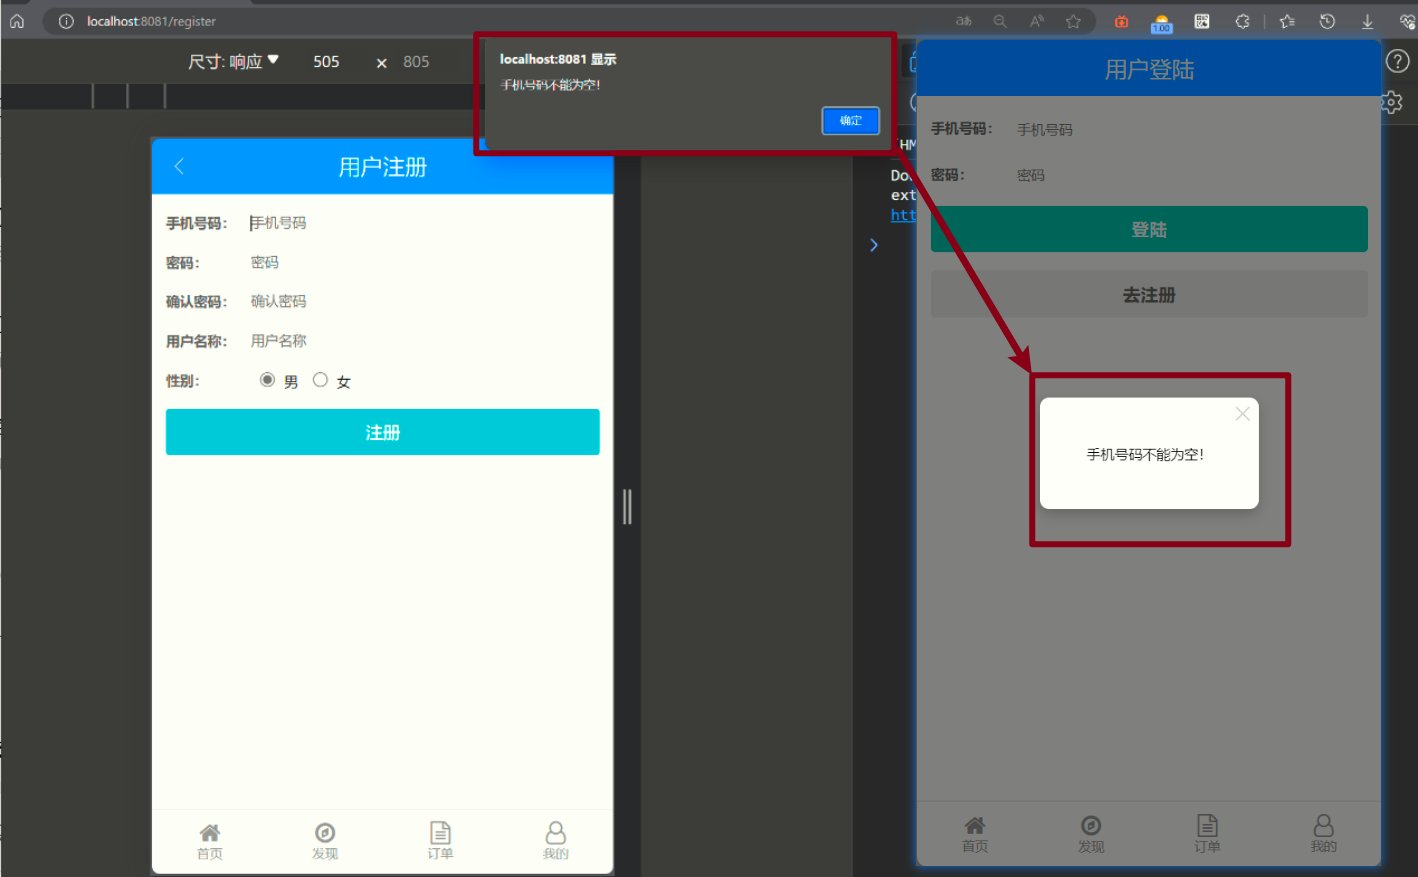 localhost:8081/register
aあ
A
1.00
尺寸: 响应 505 × 805
localhost:8081 显示
手机号码不能为空!
确定
用户注册
手机号码: 手机号码
密码: 密码
确认密码: 确认密码
用户名称: 用户名称
性别: 男 女
注册
首页 发现 订单 我的
Do
ext
htt
用户登陆
手机号码: 手机号码
密码: 密码
登陆
去注册
手机号码不能为空!
首页 发现 订单 我的